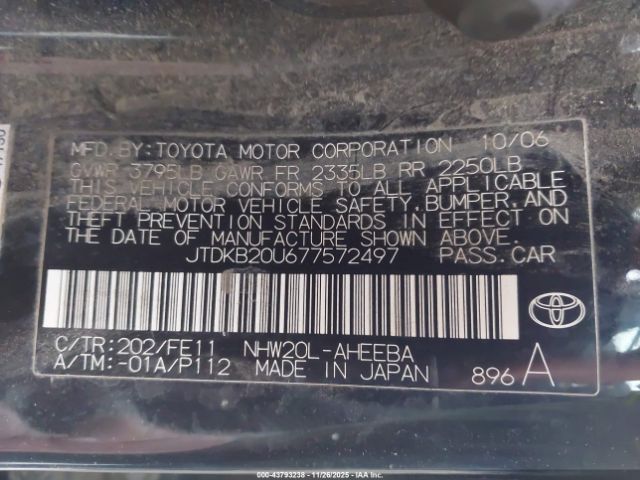 MFD.BY:TOYOTA MOTOR CORPORATION 10/06
GVWR 3795LB GAWR FR 2335LB RR 2250LB
THIS VEHICLE CONFORMS TO ALL APPLICABLE
FEDERAL MOTOR VEHICLE SAFETY,BUMPER,AND
THEFT PREVENTION STANDARDS IN EFFECT ON
THE DATE OF MANUFACTURE SHOWN ABOVE.
JTDKB20U677572497 PASS.CAR
C/TR:202/FE11 NHW20L-AHEEBA
A/TM:-01A/P112 MADE IN JAPAN 896 A
TOYOTA
000-43793238 - 11/26/2025 - IAA Inc.